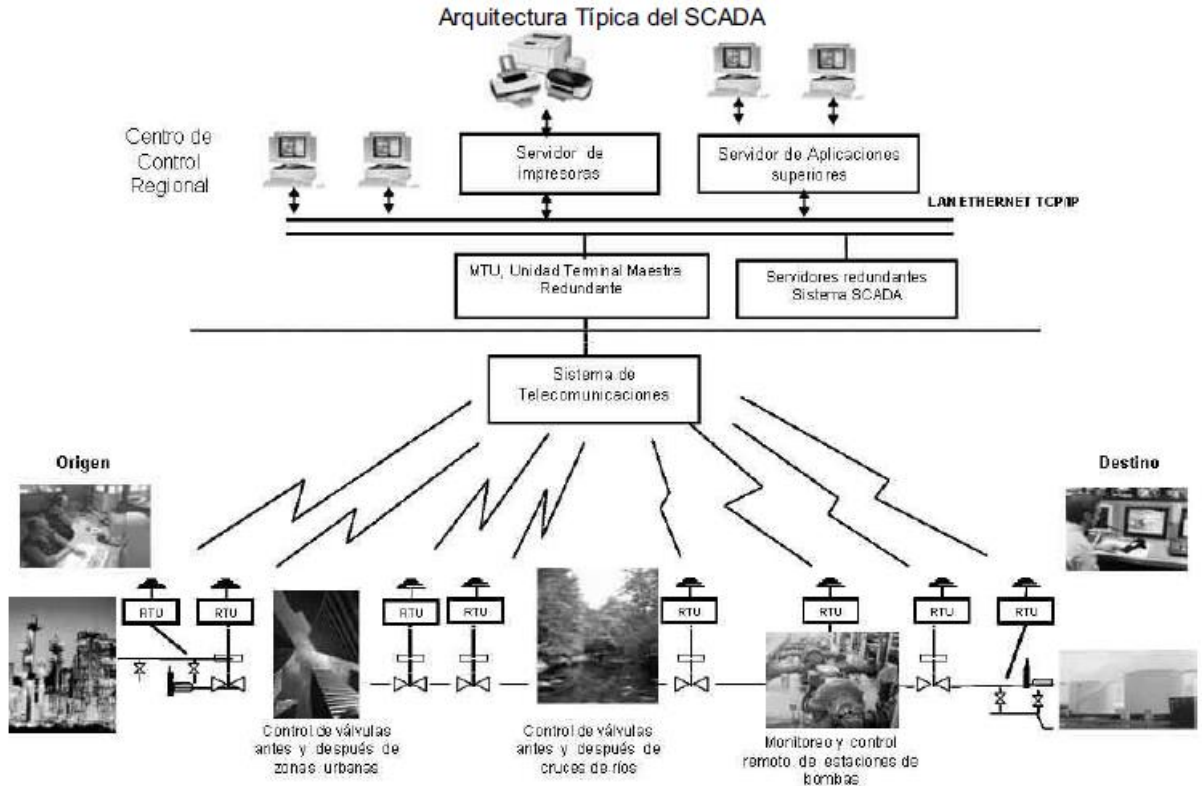 Arquitectura Típica del SCADA
Centro de
Control
Regional
Servidor de
impresoras
Servidor de Aplicaciones
superiores
LAN ETHERNET TCP/IP
MTU, Unidad Terminal Maestra
Redundante
Servidores redundantes
Sistema SCADA
Sistema de
Telecomunicaciones
Origen
Destino
RTU
RTU
RTU
RTU
RTU
RTU
RTU
RTU
Control de válvulas
antes y después de
zonas urbanas
Control de válvulas
antes y después de
cruces de ríos
Monitoreo y control
remoto de estaciones de
bombas